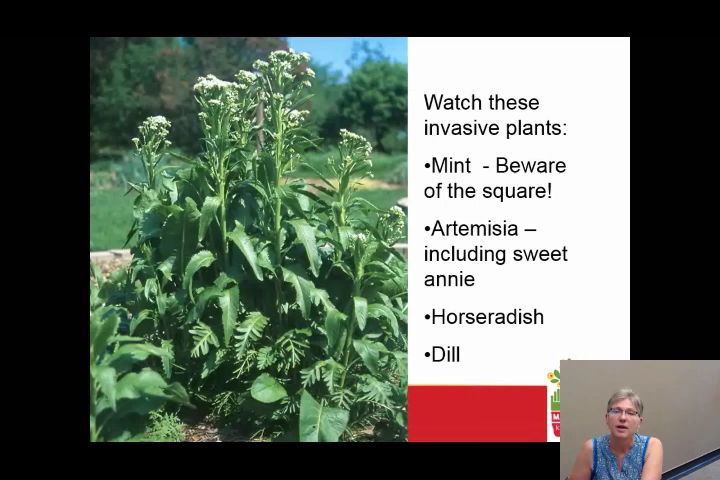 Watch these
invasive plants:
•Mint - Beware
of the square!
•Artemisia –
including sweet
annie
•Horseradish
•Dill